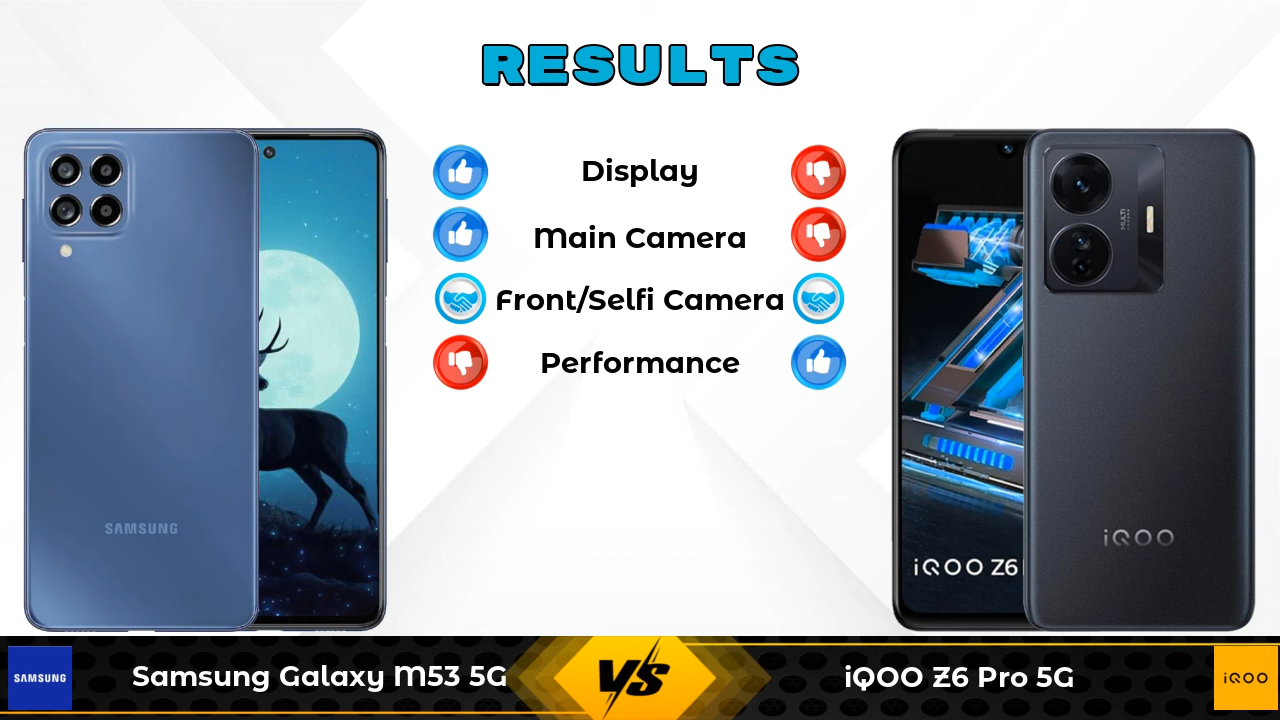 RESULTS
Display
Main Camera
Front/Selfi Camera
Performance
SAMSUNG
MULTI
iQOO
iQOO Z6
SAMSUNG
Samsung Galaxy M53 5G
VS
iQOO Z6 Pro 5G
iQOO